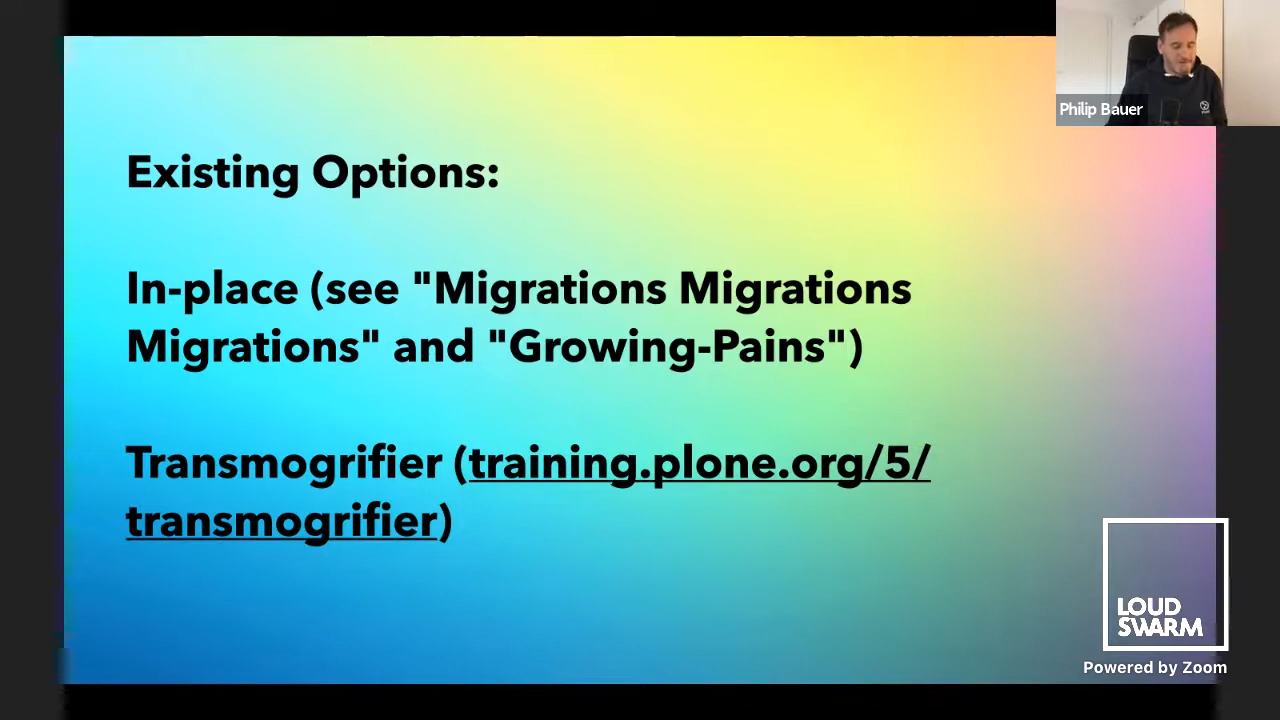 Existing Options:
In-place (see "Migrations Migrations
Migrations" and "Growing-Pains")
Transmogrifier (training.plone.org/5/
transmogrifier)
Philip Bauer
LOUD
SWARM
Powered by Zoom